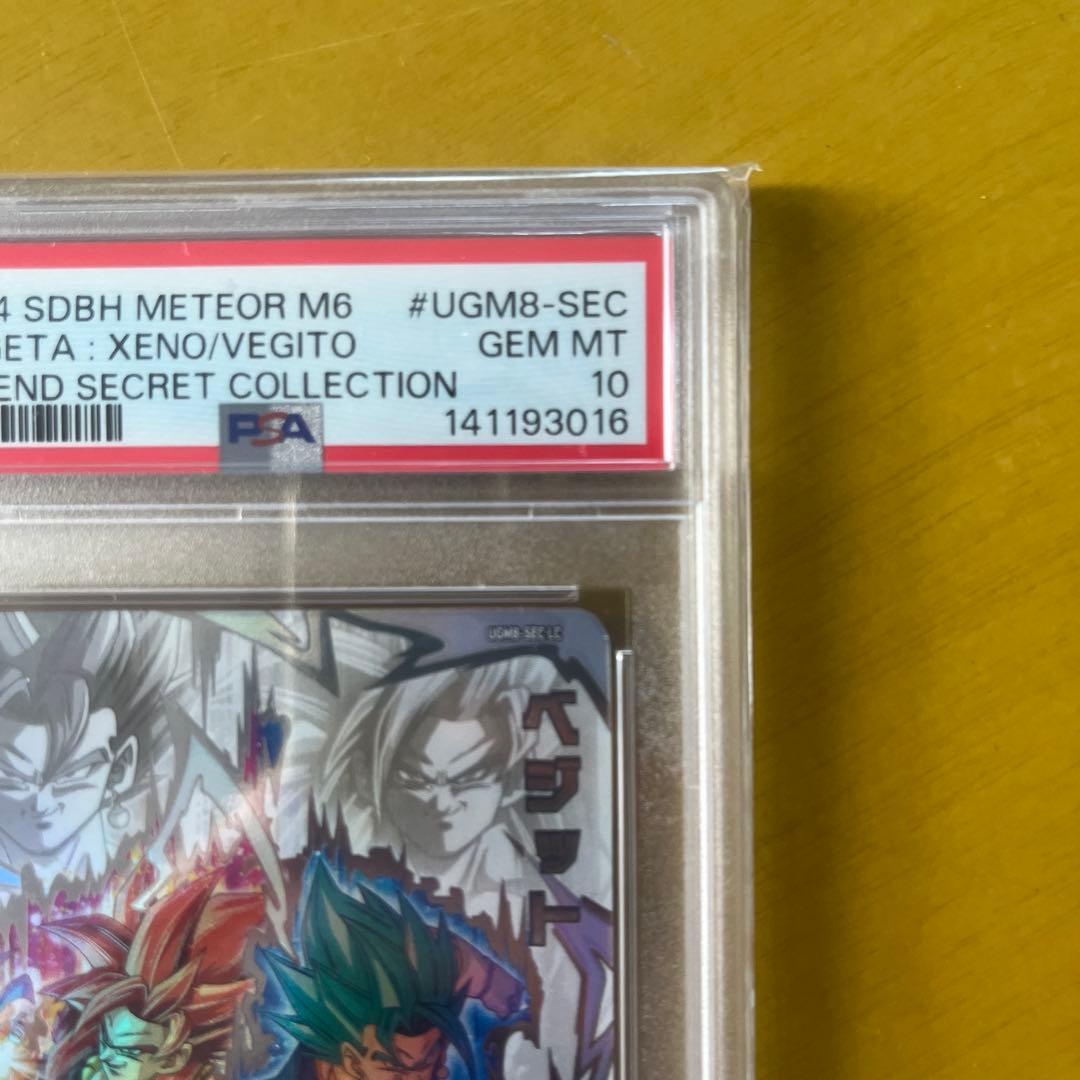 4 SDBH METEOR M6 #UGM8-SEC
GETA : XENO/VEGITO GEM MT
END SECRET COLLECTION 10
PSA 141193016
UGM8-SEC LC
ベジット